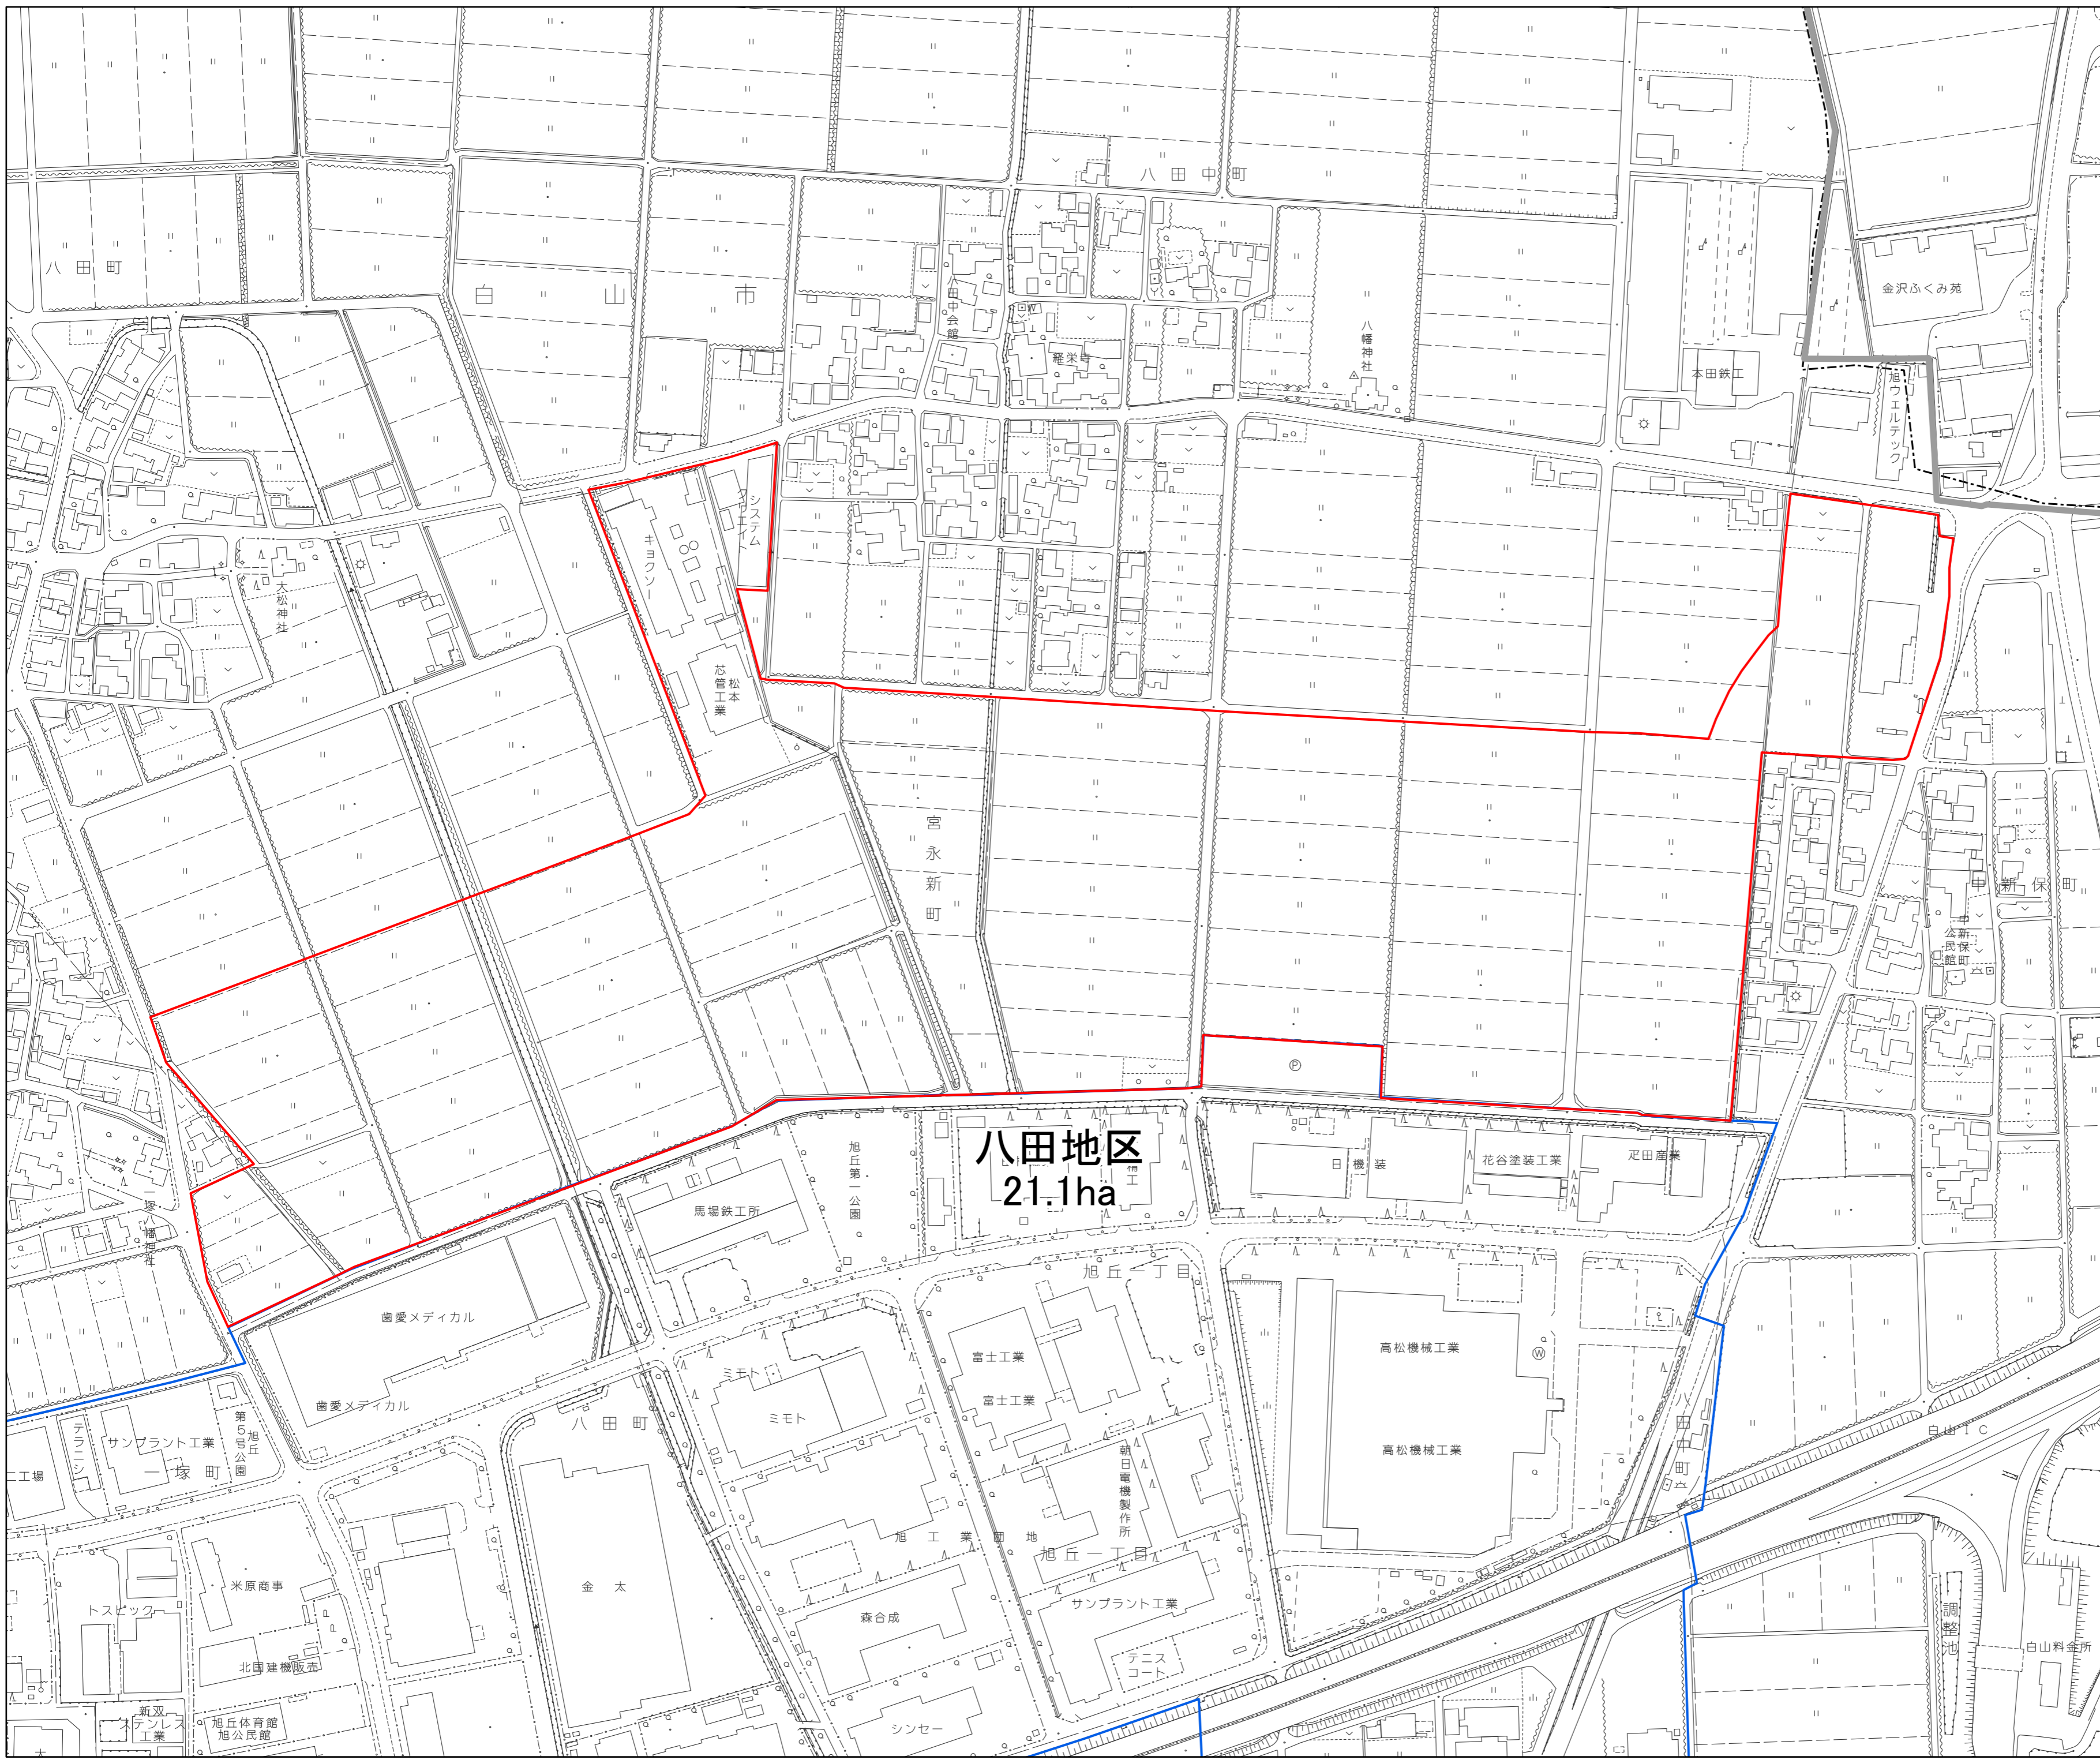 八田中町
八田町
白山市
八田中会館
八幡神社
金沢ふくみ苑
本田鉄工
旭ウェルテック
システム
クリエイト
キョクソー
大松神社
松本
芯管工業
宮永新町
中新保町
中新保町
公民館
八田地区
21.1ha
精工
日機装
花谷塗装工業
疋田産業
旭丘第一公園
馬場鉄工所
一塚八幡神社
旭丘一丁目
歯愛メディカル
歯愛メディカル
ミモト
ミモト
富士工業
富士工業
高松機械工業
高松機械工業
W
P
八田町
八田中町
白山IC
テラニシ
サンプラント工業
旭丘
第5号公園
一塚町
二工場
朝日電機製作所
旭工業団地
旭丘一丁目
米原商事
トスピック
金太
森合成
サンプラント工業
テニス
コート
調整池
白山料金所
北国建機販売
新双
ステンレス
工業
旭丘体育館
旭公民館
シンセー